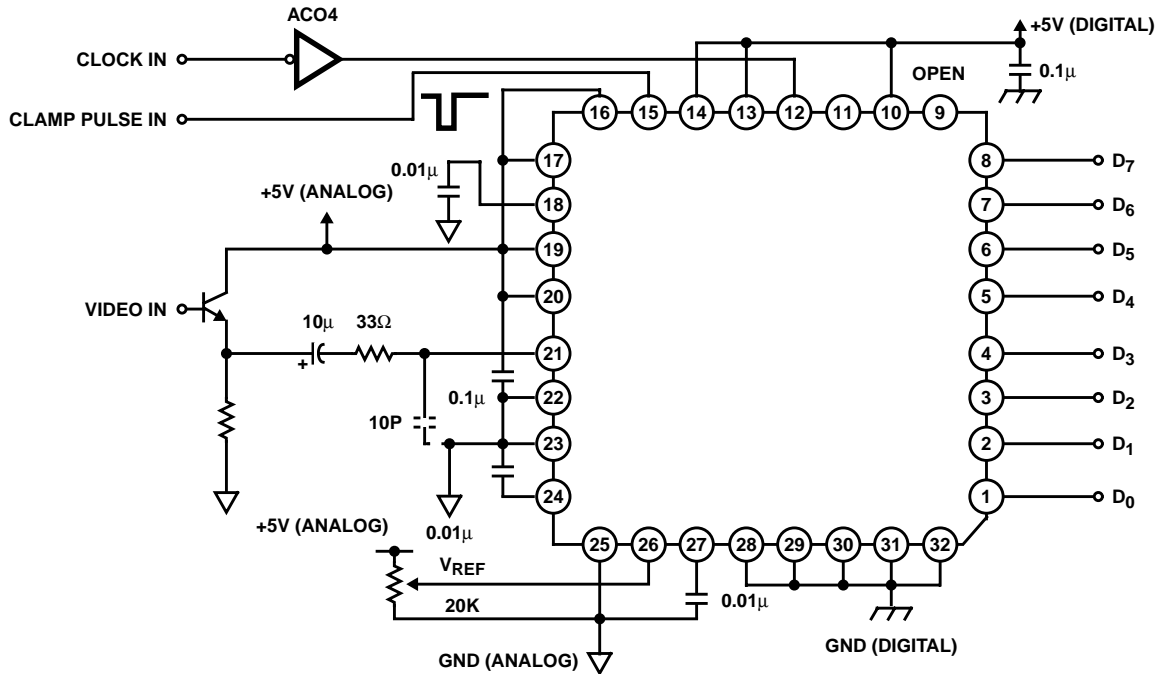 ACO4
CLOCK IN
+5V (DIGITAL)
OPEN
0.1µ
CLAMP PULSE IN
16 15 14 13 12 11 10 9
17
18
19
20
21
22
23
24
8 D7
7 D6
6 D5
5 D4
4 D3
3 D2
2 D1
1 D0
0.01µ
+5V (ANALOG)
VIDEO IN
10µ 33Ω
+
0.1µ
10P
+5V (ANALOG)
0.01µ
25 26 27 28 29 30 31 32
VREF
20K
0.01µ
GND (ANALOG)
GND (DIGITAL)